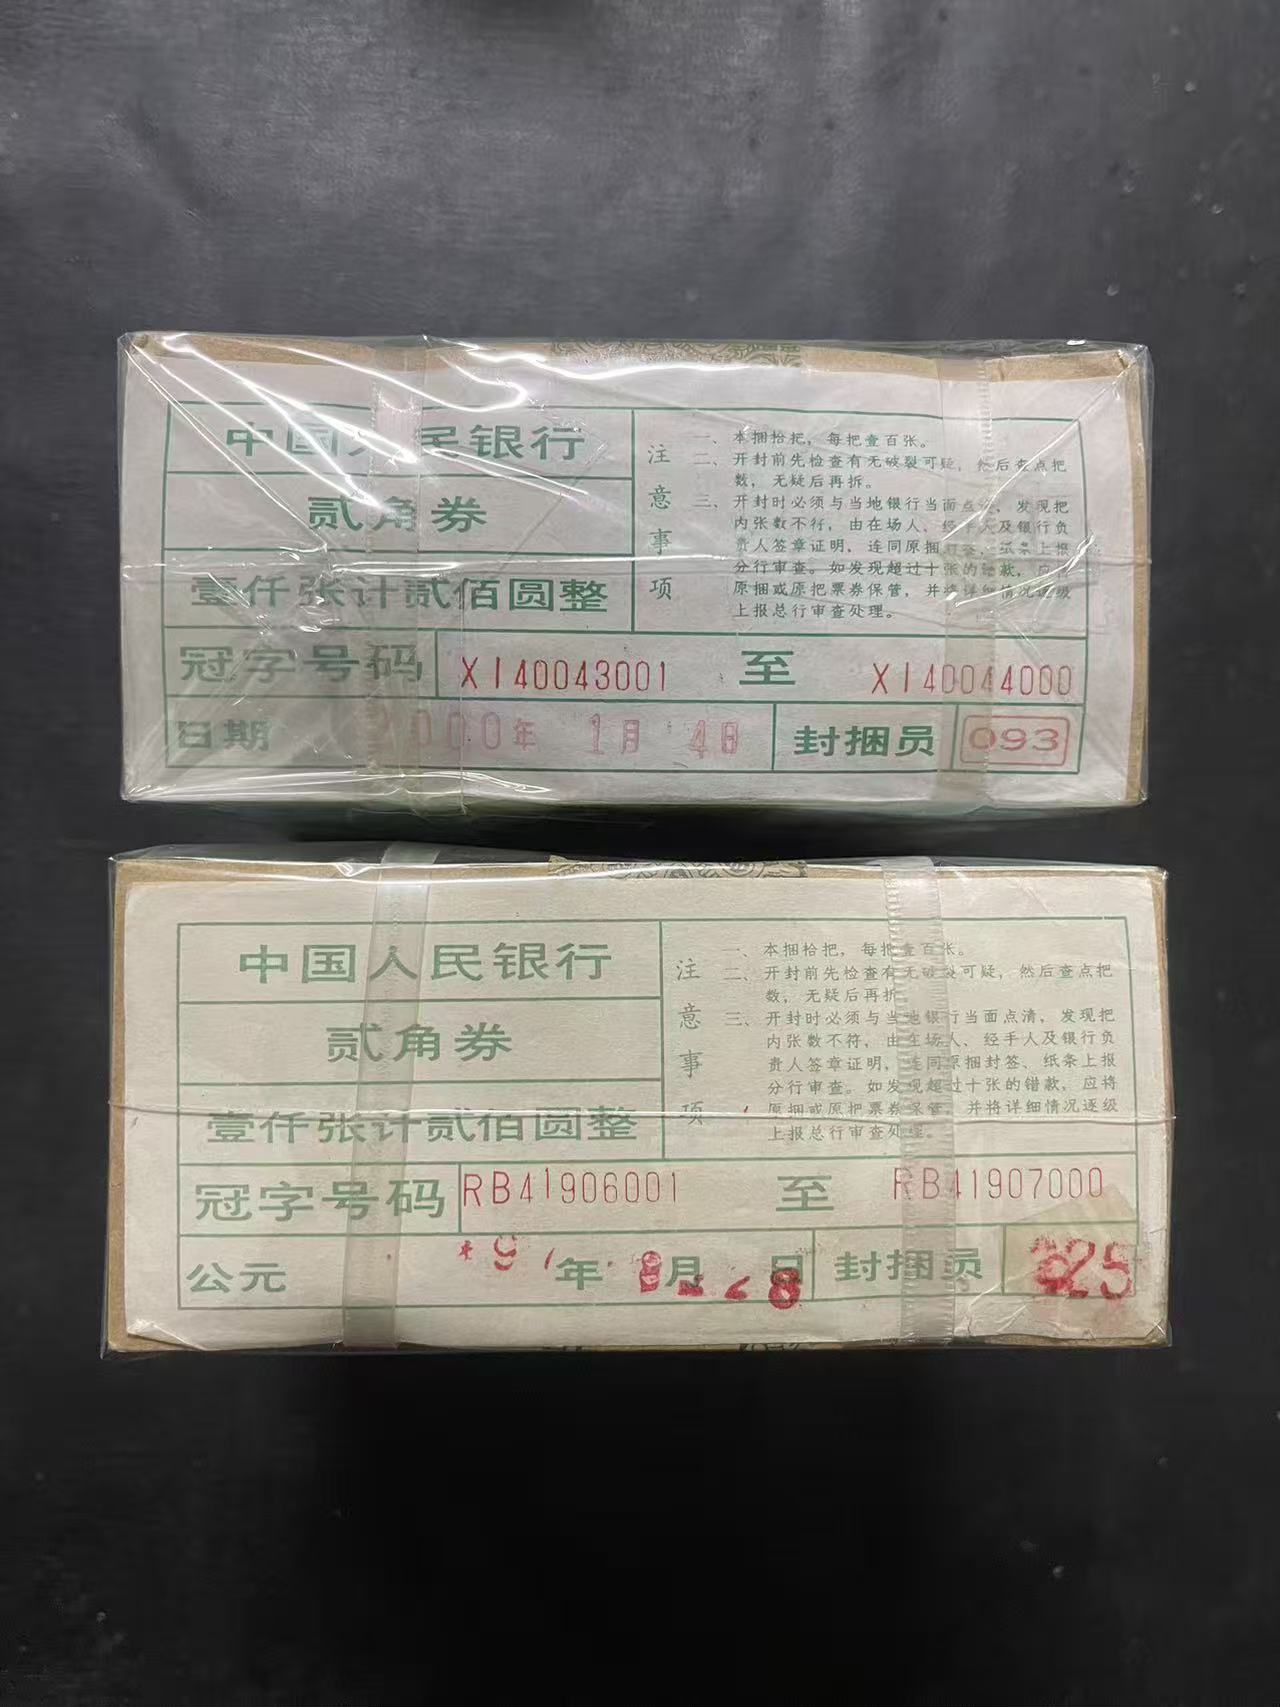 中国人民银行
贰角券
壹仟张计贰佰圆整
注意事项
一、本捆拾把，每把壹百张。
二、开封前先检查有无破裂可疑，然后查点把
数，无疑后再拆。
三、开封时必须与当地银行当面点清，发现把
内张数不符，由在场人、经手人及银行负
责人签章证明，连同原捆封签、纸条上报
分行审查。如发现超过十张的错款，应将
原捆或原把票券保管，并将详细情况逐级
上报总行审查处理。
冠字号码 XI40043001 至 XI40044000
日期 2000年 1月 4日 封捆员 093
中国人民银行
贰角券
壹仟张计贰佰圆整
注意事项
一、本捆拾把，每把壹百张。
二、开封前先检查有无破裂可疑，然后查点把
数，无疑后再拆
三、开封时必须与当地银行当面点清，发现把
内张数不符，由在场人、经手人及银行负
责人签章证明，连同原捆封签、纸条上报
分行审查。如发现超过十张的错款，应将
原捆或原把票券保管，并将详细情况逐级
上报总行审查处理。
冠字号码 RB41906001 至 RB41907000
公元 年 月 日 封捆员